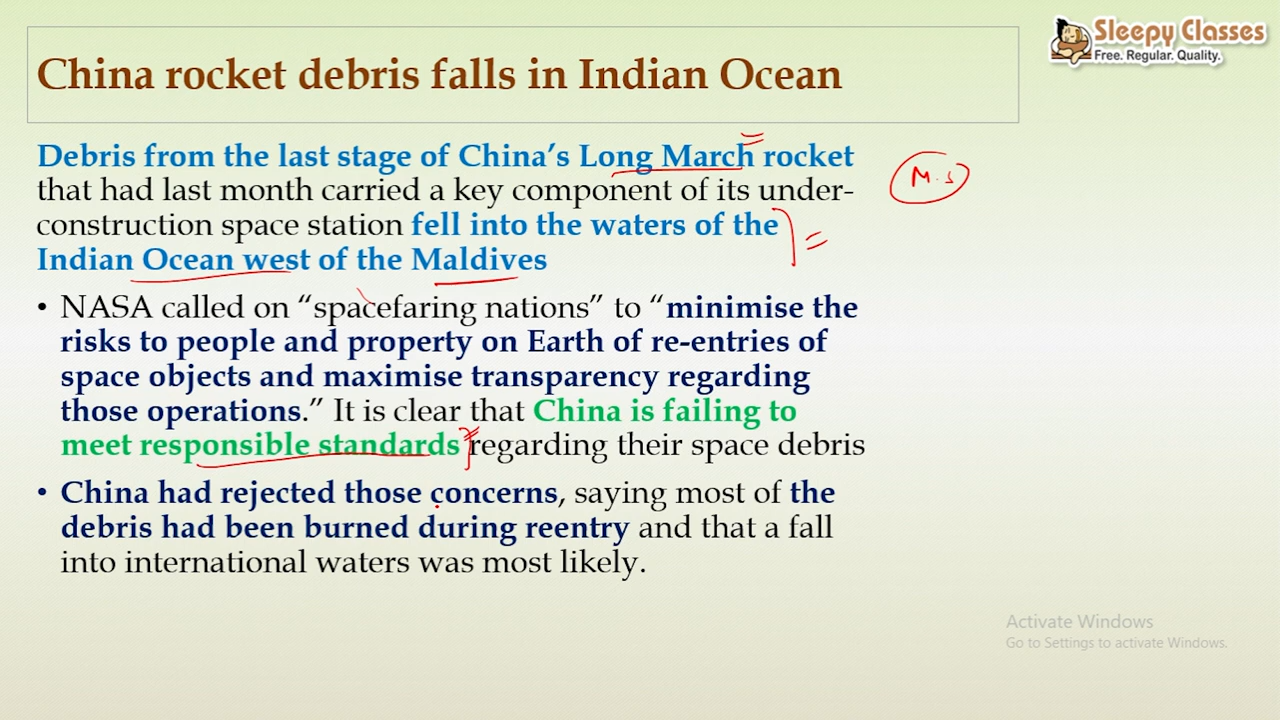 Sleepy Classes
Free. Regular. Quality.
China rocket debris falls in Indian Ocean
Debris from the last stage of China’s Long March rocket
that had last month carried a key component of its under-
construction space station fell into the waters of the
Indian Ocean west of the Maldives
M.S
• NASA called on “spacefaring nations” to “minimise the
risks to people and property on Earth of re-entries of
space objects and maximise transparency regarding
those operations.” It is clear that China is failing to
meet responsible standards regarding their space debris
• China had rejected those concerns, saying most of the
debris had been burned during reentry and that a fall
into international waters was most likely.
Activate Windows
Go to Settings to activate Windows.